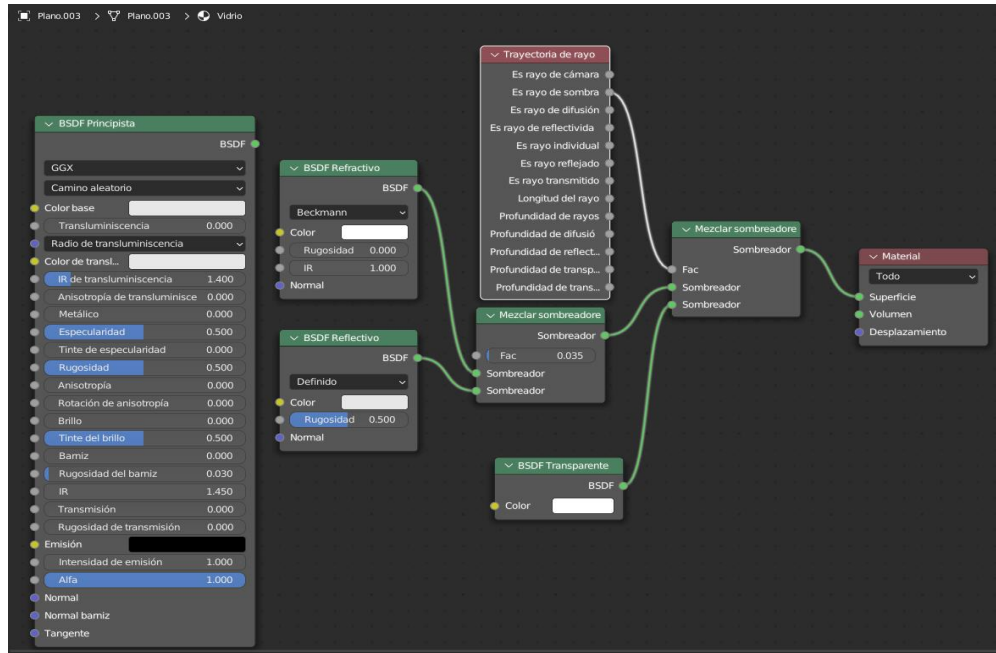 Plano.003 > Plano.003 > Vidrio
BSDF Principista
BSDF
GGX
Camino aleatorio
Color base
Transluminiscencia 0.000
Radio de transluminiscencia
Color de transl...
IR de transluminiscencia 1.400
Anisotropía de transluminisce 0.000
Metálico 0.000
Especularidad 0.500
Tinte de especularidad 0.000
Rugosidad 0.500
Anisotropía 0.000
Rotación de anisotropía 0.000
Brillo 0.000
Tinte del brillo 0.500
Barniz 0.000
Rugosidad del barniz 0.030
IR 1.450
Transmisión 0.000
Rugosidad de transmisión 0.000
Emisión
Intensidad de emisión 1.000
Alfa 1.000
Normal
Normal barniz
Tangente
BSDF Refractivo
BSDF
Beckmann
Color
Rugosidad 0.000
IR 1.000
Normal
BSDF Reflectivo
BSDF
Definido
Color
Rugosidad 0.500
Normal
Trayectoria de rayo
Es rayo de cámara
Es rayo de sombra
Es rayo de difusión
Es rayo de reflectivida
Es rayo individual
Es rayo reflejado
Es rayo transmitido
Longitud del rayo
Profundidad de rayos
Profundidad de difusió
Profundidad de reflect...
Profundidad de transp...
Profundidad de trans...
Mezclar sombreadore
Sombreador
Fac 0.035
Sombreador
Sombreador
BSDF Transparente
BSDF
Color
Mezclar sombreadore
Sombreador
Fac
Sombreador
Sombreador
Material
Todo
Superficie
Volumen
Desplazamiento